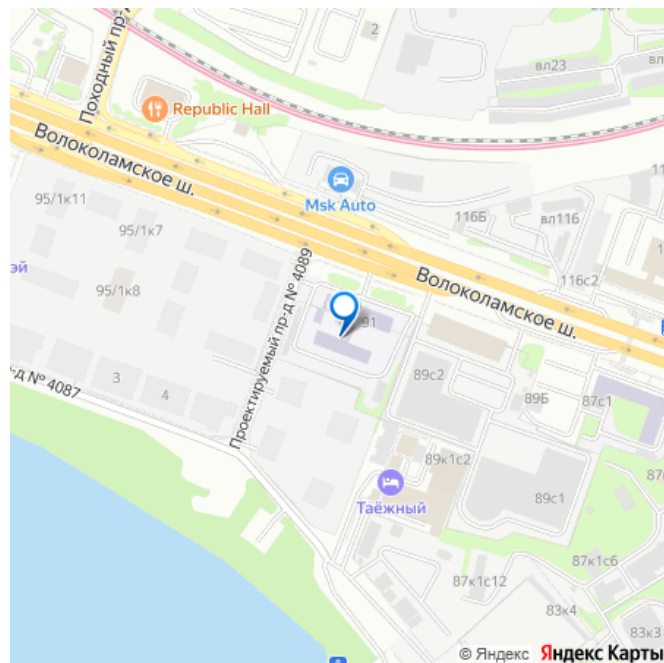 2
вл23
Походный пр-д
Republic Hall
Волоколамское ш.
Msk Auto
116Б
вл116
116с2
95/1к11
95/1к7
95/1к8
эй
Проектируемый пр-д № 4089
Волоколамское ш.
91
3
4
-д № 4087
89с2
89Б
87с1
89к1с2
Таёжный
89с1
87к1с6
87к1с12
83к4
83к3
© Яндекс Яндекс Карты